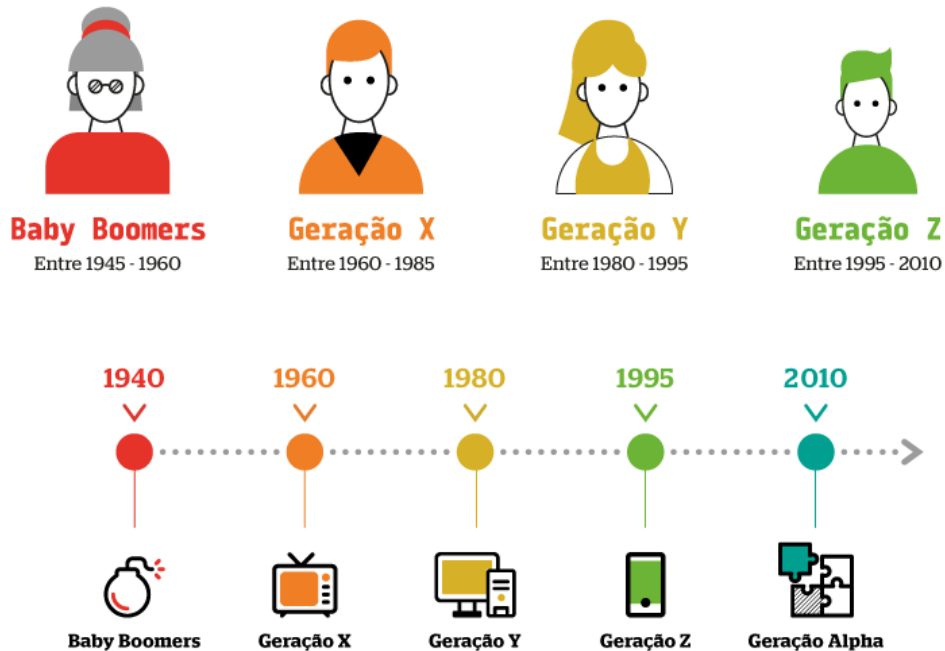 Baby Boomers
Entre 1945 - 1960
Geração X
Entre 1960 - 1985
Geração Y
Entre 1980 - 1995
Geração Z
Entre 1995 - 2010
1940
1960
1980
1995
2010
Baby Boomers
Geração X
Geração Y
Geração Z
Geração Alpha